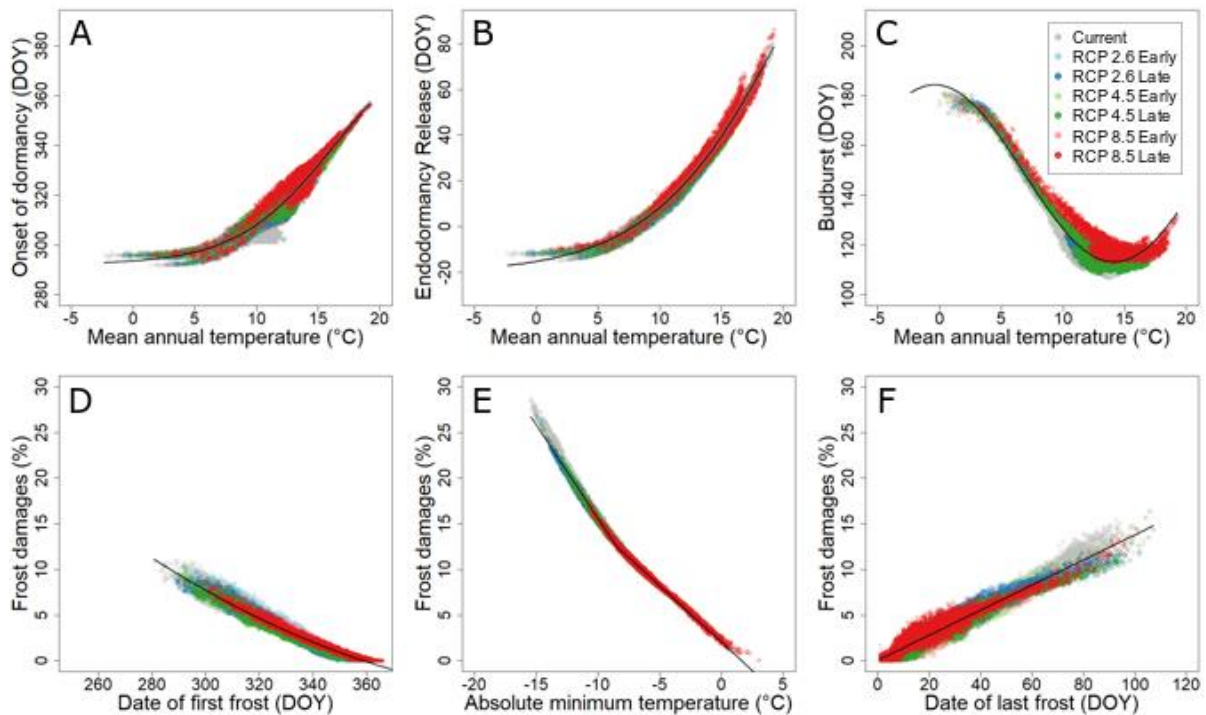 A
Onset of dormancy (DOY)
280 300 320 340 360 380
-5 0 5 10 15 20
Mean annual temperature (°C)
B
Endodormancy Release (DOY)
-20 0 20 40 60 80
-5 0 5 10 15 20
Mean annual temperature (°C)
C
Budburst (DOY)
100 120 140 160 180 200
Current
RCP 2.6 Early
RCP 2.6 Late
RCP 4.5 Early
RCP 4.5 Late
RCP 8.5 Early
RCP 8.5 Late
-5 0 5 10 15 20
Mean annual temperature (°C)
D
Frost damages (%)
0 5 10 15 20 25 30
260 280 300 320 340 360
Date of first frost (DOY)
E
Frost damages (%)
0 5 10 15 20 25 30
-20 -15 -10 -5 0 5
Absolute minimum temperature (°C)
F
Frost damages (%)
0 5 10 15 20 25 30
0 20 40 60 80 100 120
Date of last frost (DOY)